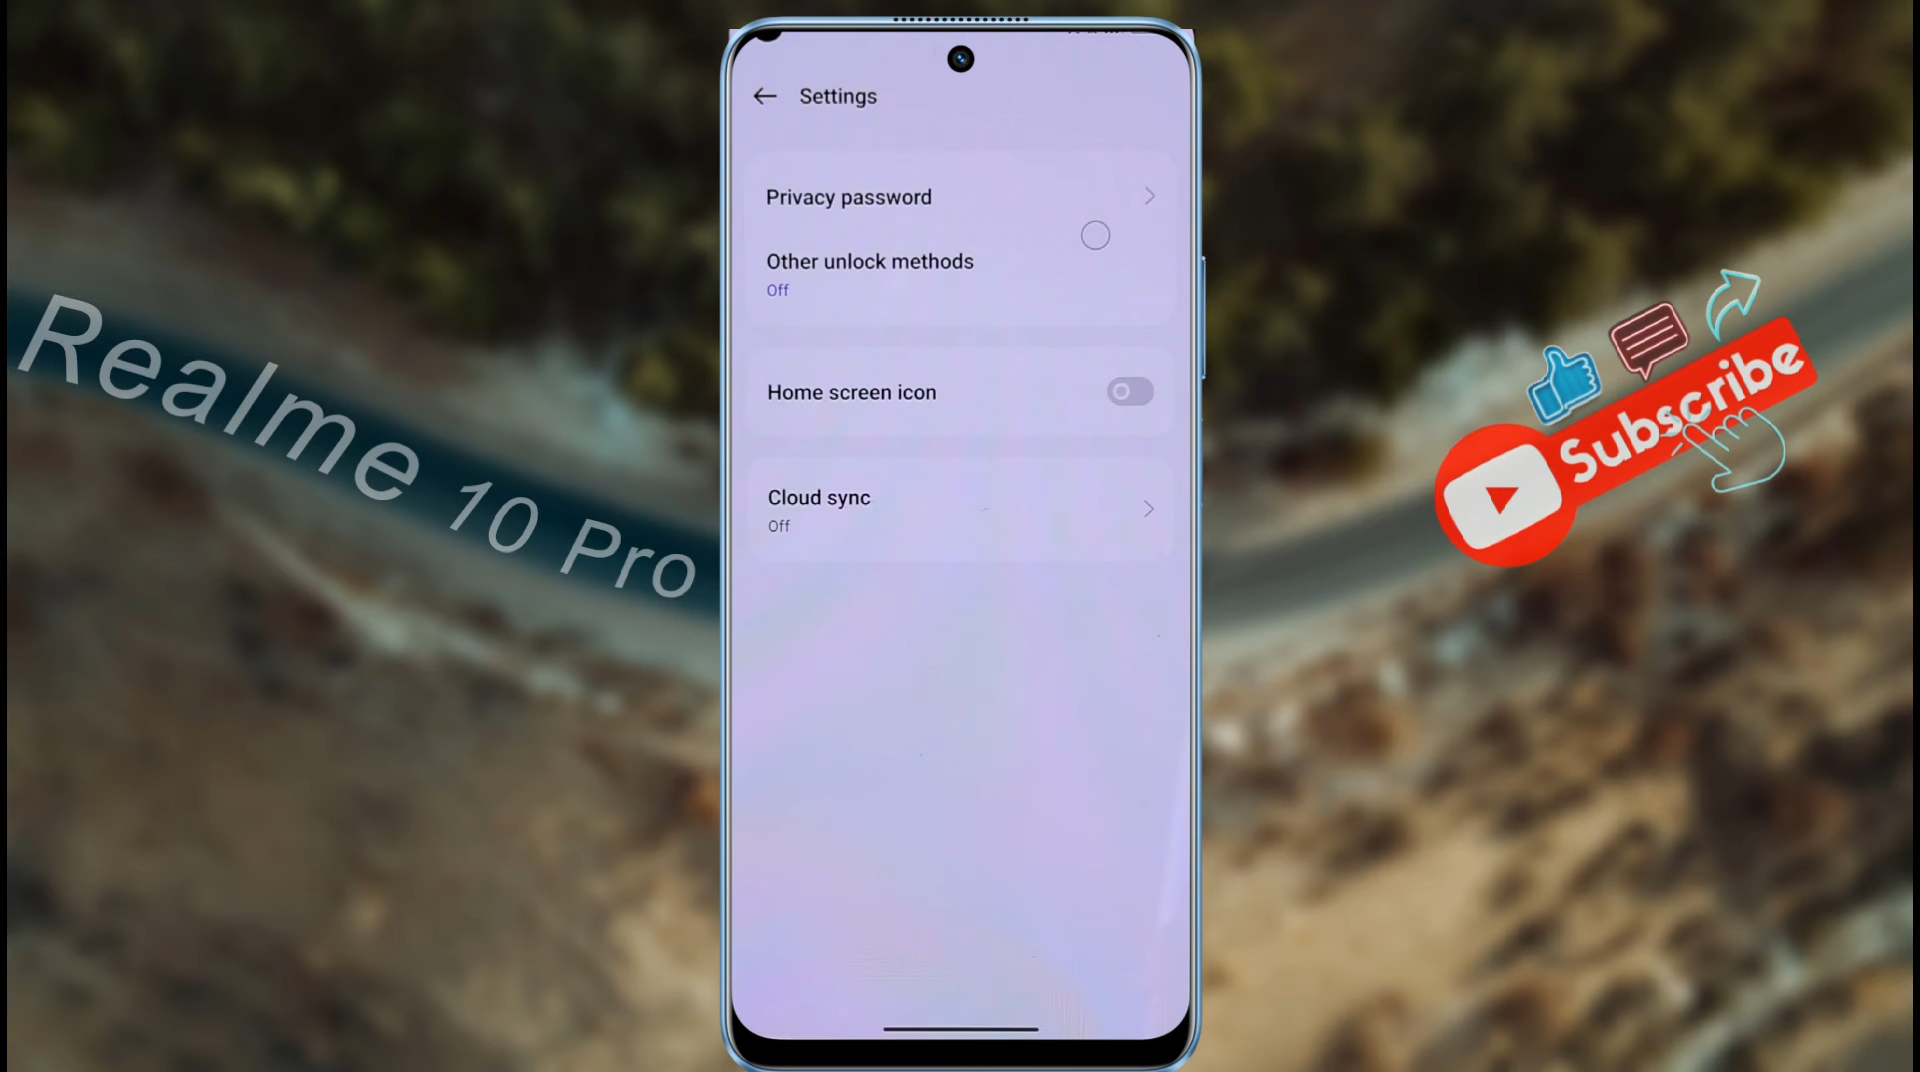 Settings
Privacy password
Other unlock methods
Off
Home screen icon
Cloud sync
Off
Realme 10 Pro
Subscribe